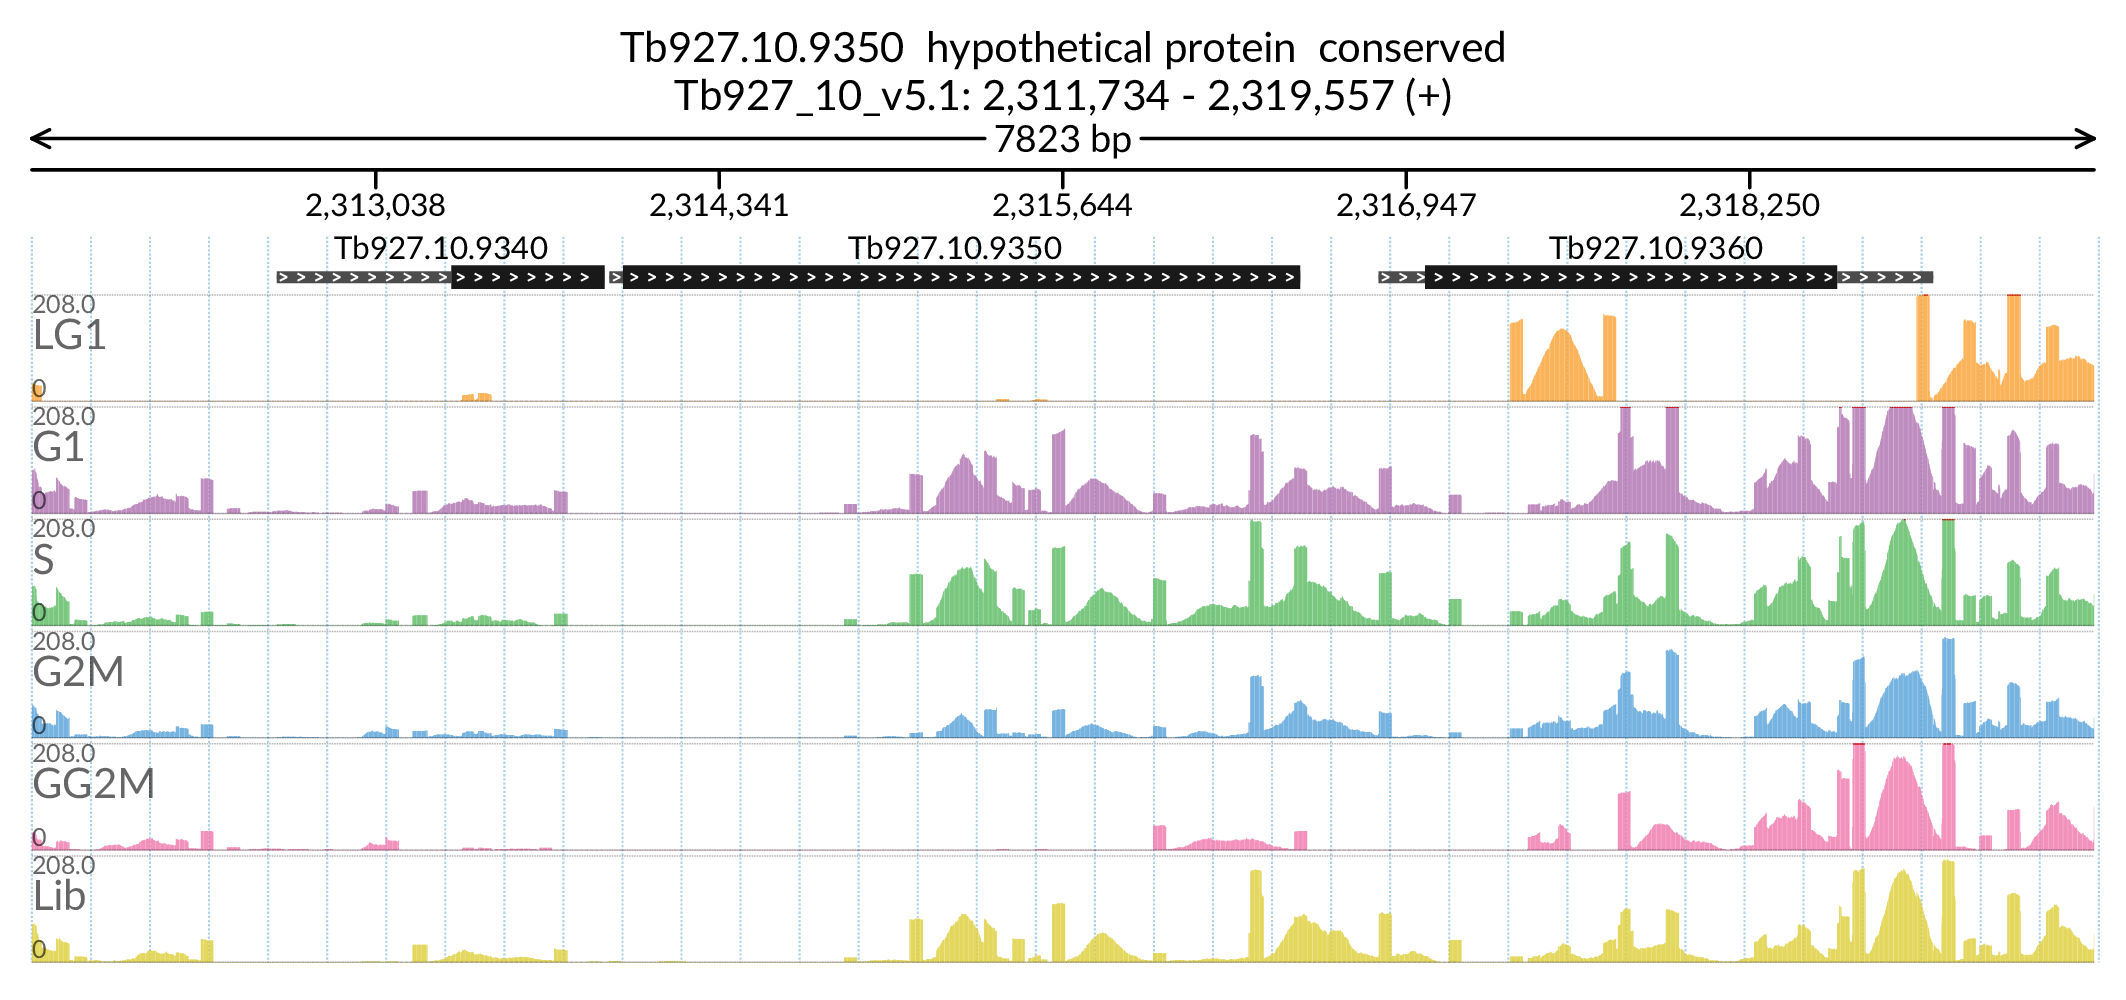 Tb927.10.9350 hypothetical protein conserved
Tb927_10_v5.1: 2,311,734 - 2,319,557 (+)
7823 bp
2,313,038 2,314,341 2,315,644 2,316,947 2,318,250
Tb927.10.9340 Tb927.10.9350 Tb927.10.9360
208.0
LG1
0
208.0
G1
0
208.0
S
0
208.0
G2M
0
208.0
GG2M
0
208.0
Lib
0